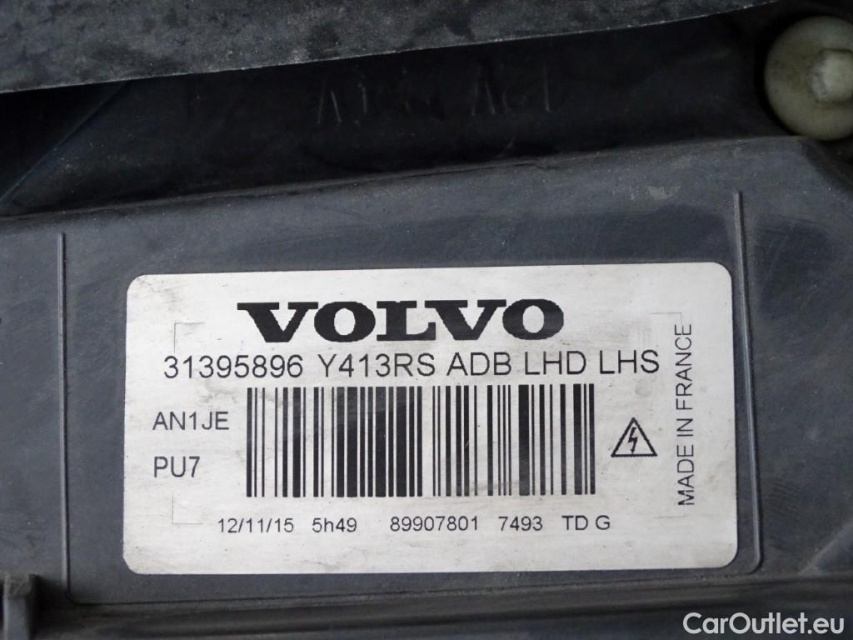 VOLVO
31395896 Y413RS ADB LHD LHS
AN1JE
PU7
MADE IN FRANCE
12/11/15 5h49 89907801 7493 TD G
CarOutlet.eu